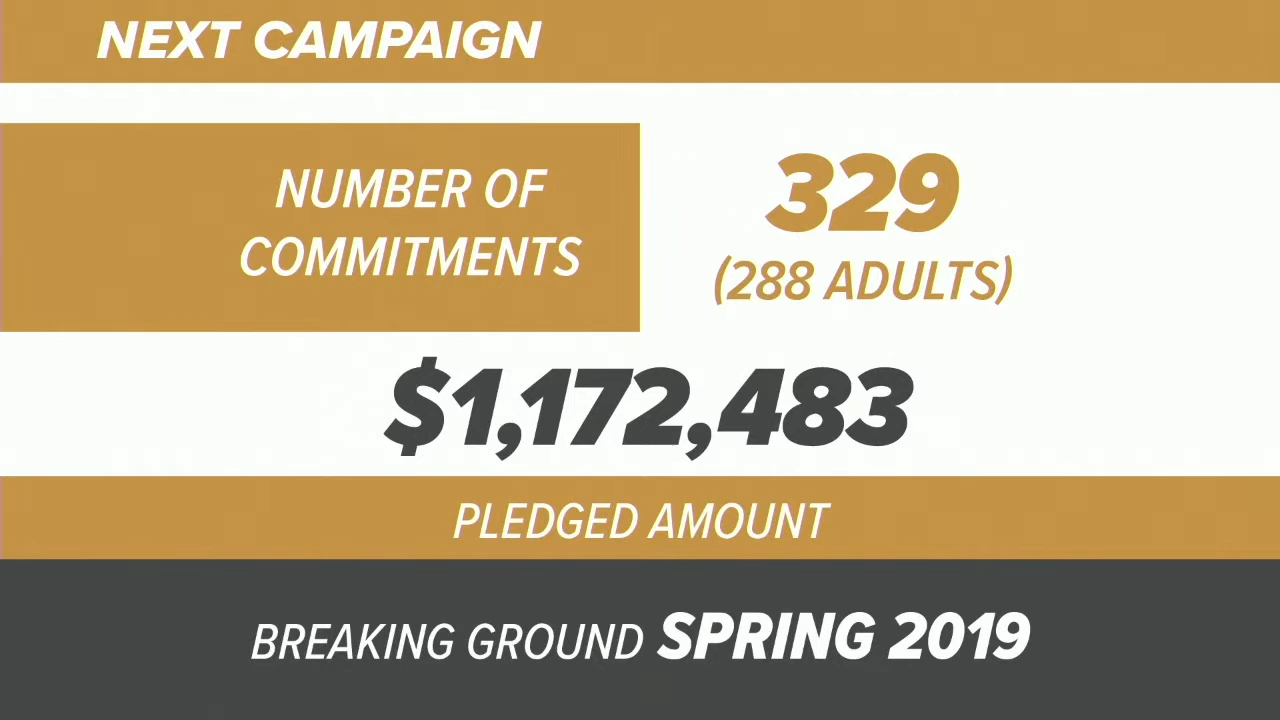 NEXT CAMPAIGN
NUMBER OF
COMMITMENTS
329
(288 ADULTS)
$1,172,483
PLEDGED AMOUNT
BREAKING GROUND SPRING 2019